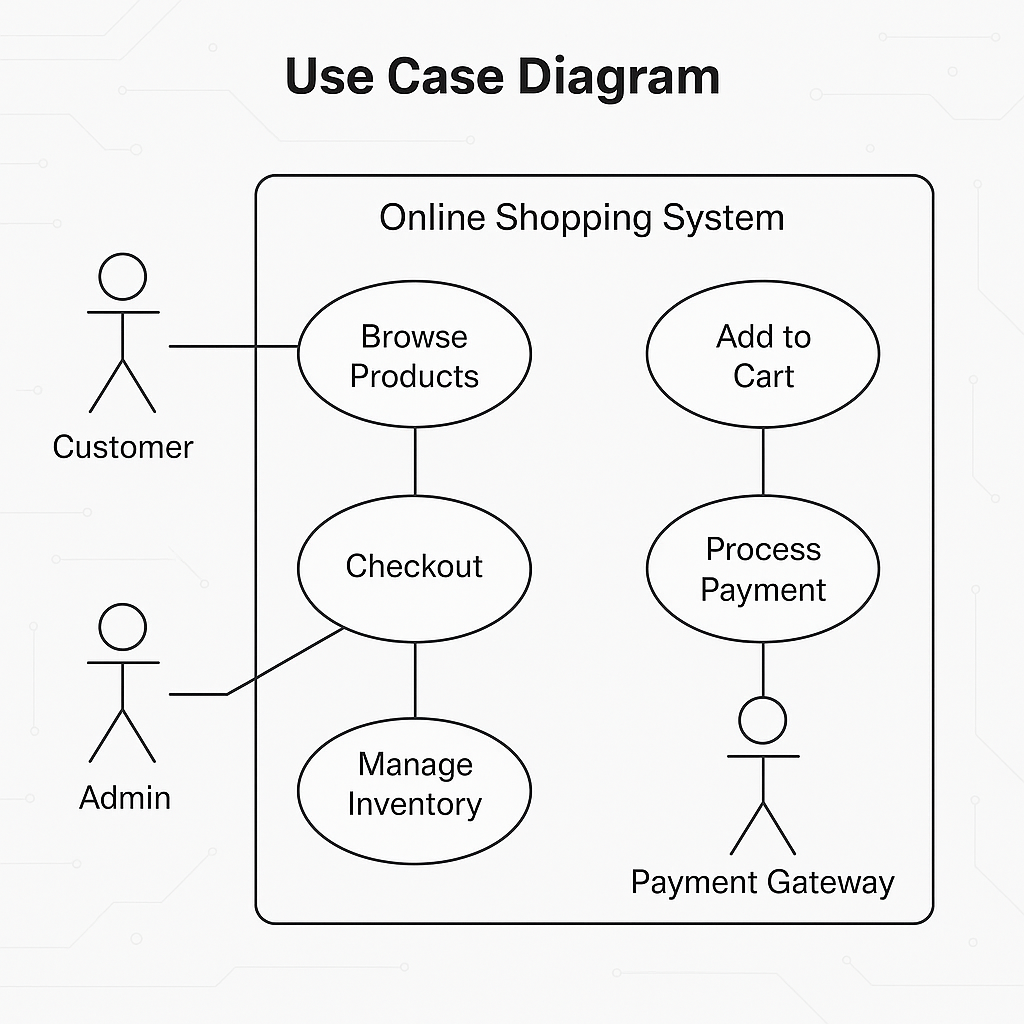 Use Case Diagram
Online Shopping System
Browse
Products
Add to
Cart
Customer
Checkout
Process
Payment
Admin
Manage
Inventory
Payment Gateway